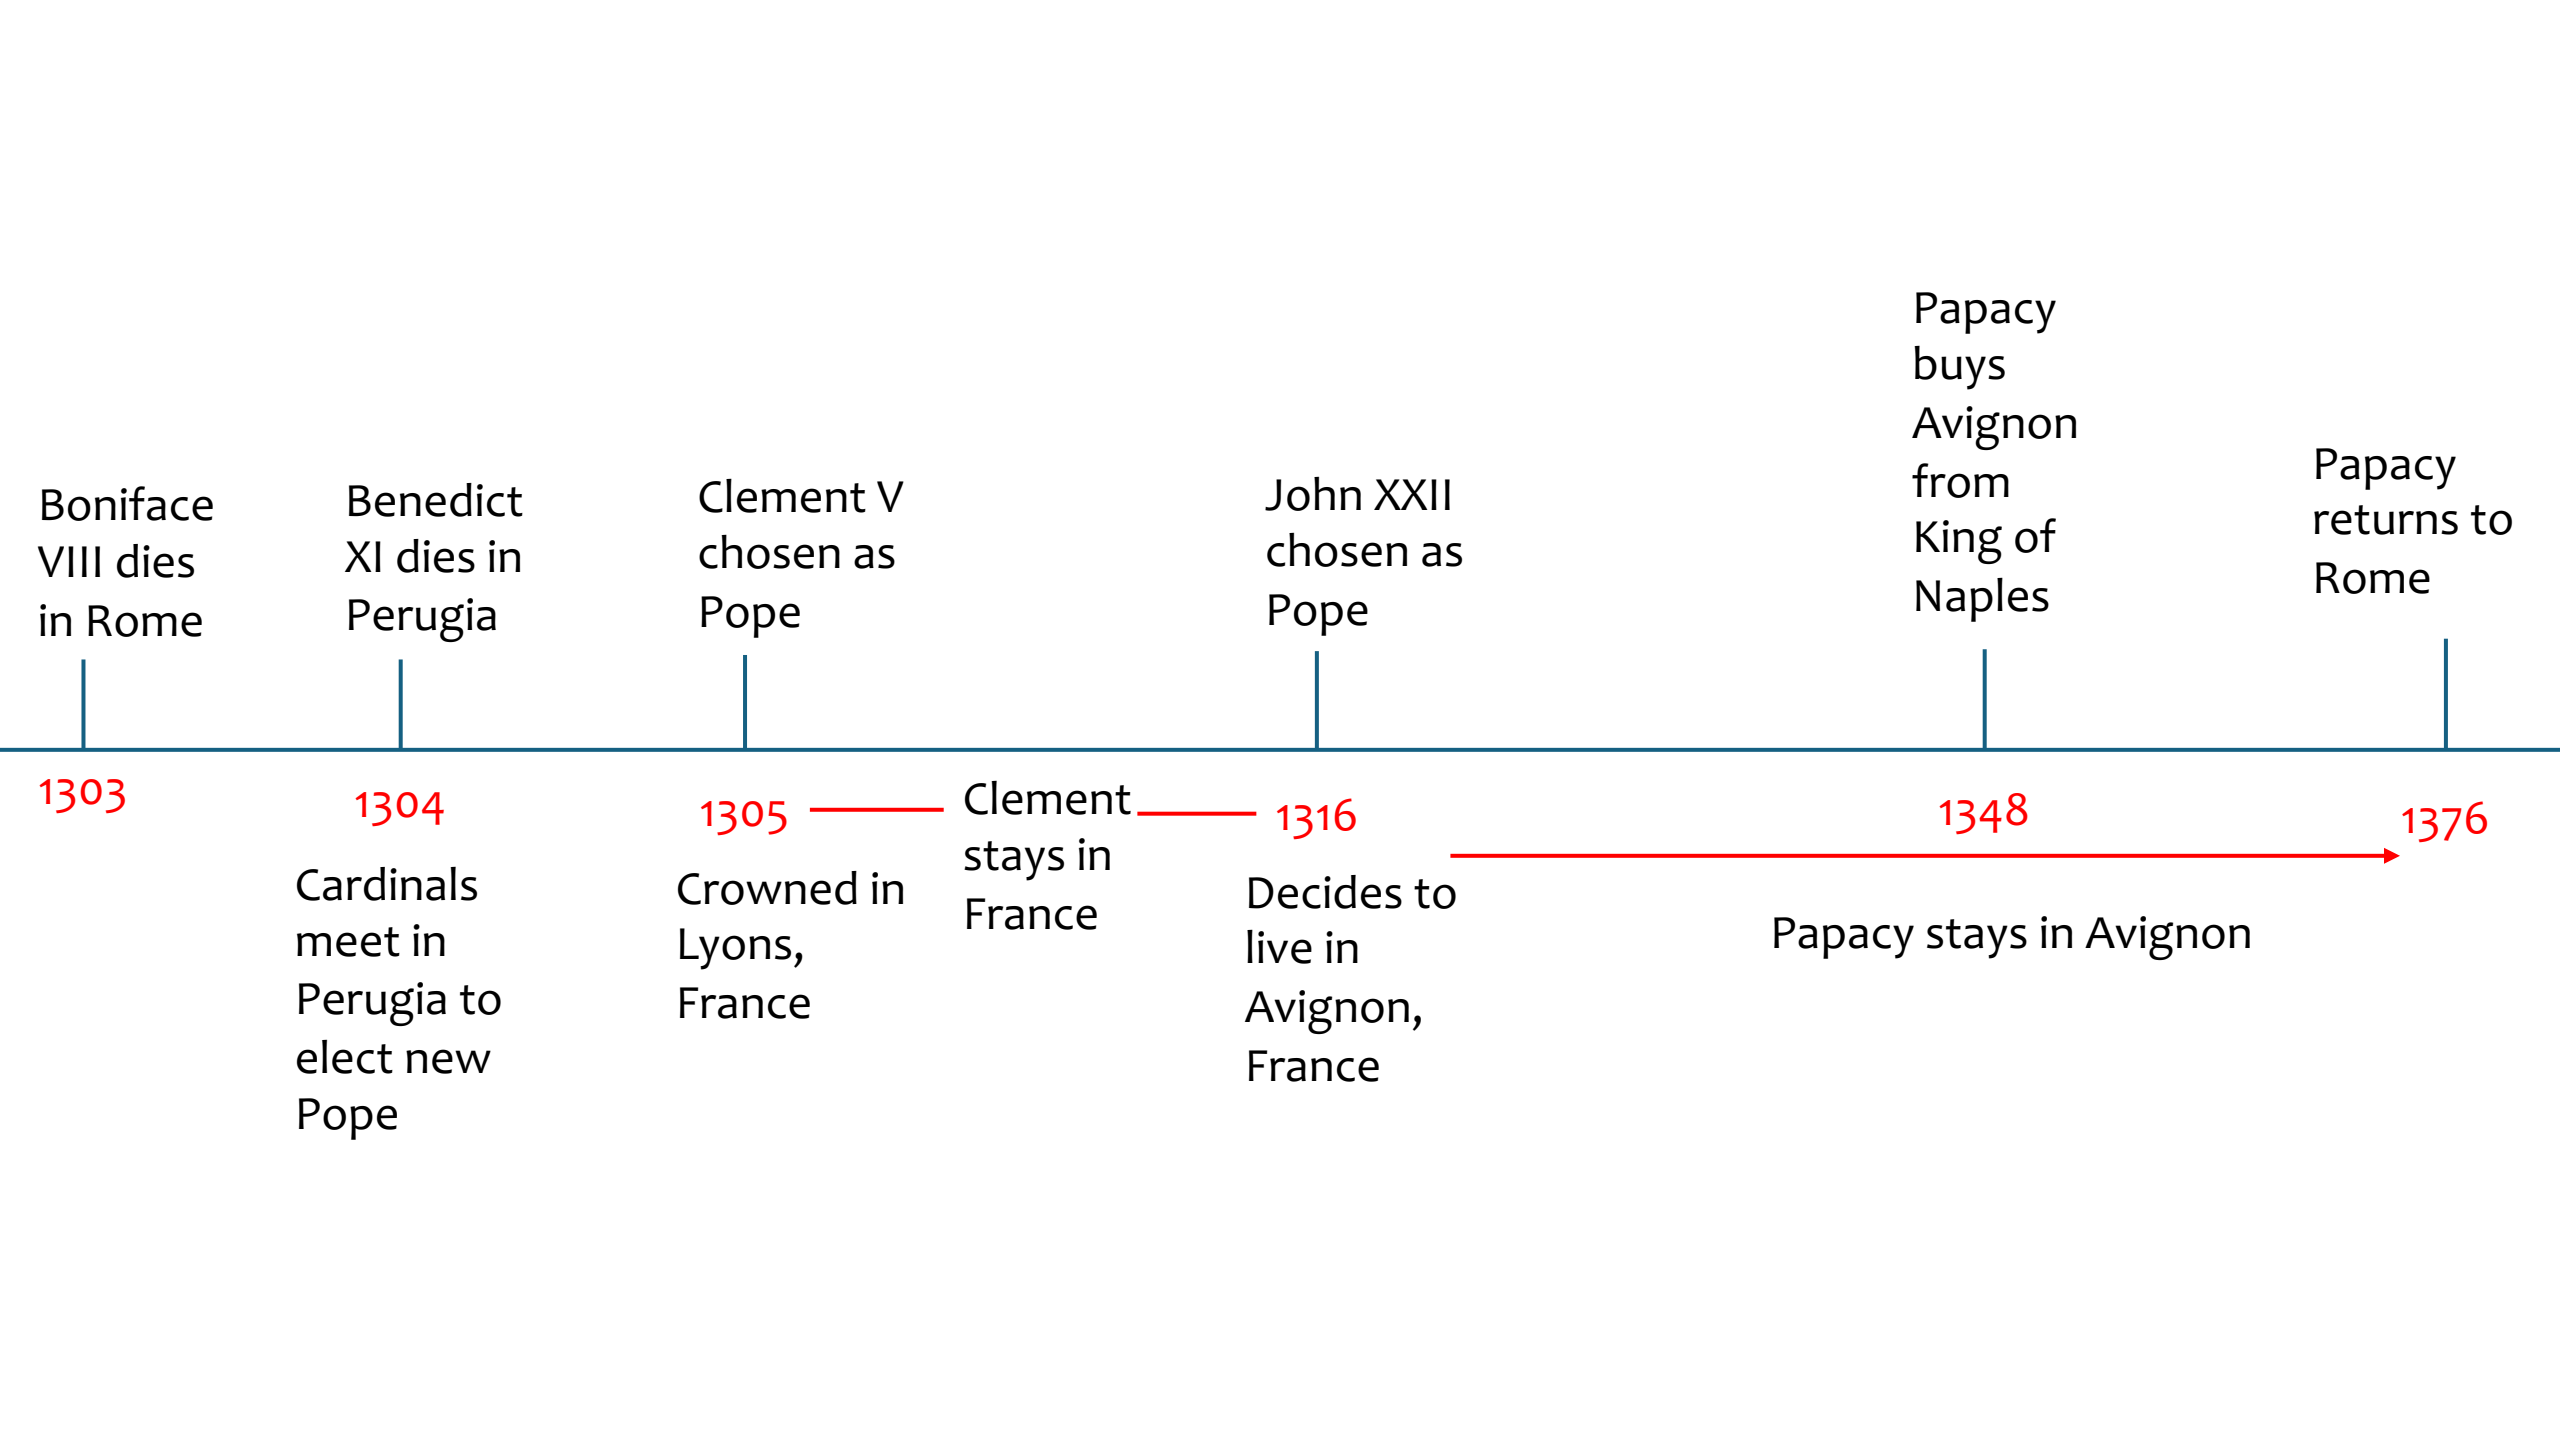 Boniface
VIII dies
in Rome
1303
Benedict
XI dies in
Perugia
1304
Cardinals
meet in
Perugia to
elect new
Pope
Clement V
chosen as
Pope
1305
Crowned in
Lyons,
France
Clement
stays in
France
John XXII
chosen as
Pope
1316
Decides to
live in
Avignon,
France
Papacy
buys
Avignon
from
King of
Naples
1348
Papacy stays in Avignon
Papacy
returns to
Rome
1376